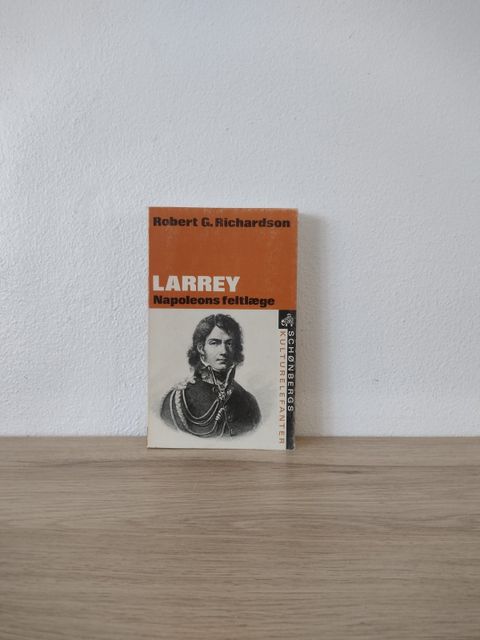 Robert G. Richardson
LARREY
Napoleons feltlæge
SCHØNBERGS
KULTURELEFANTER